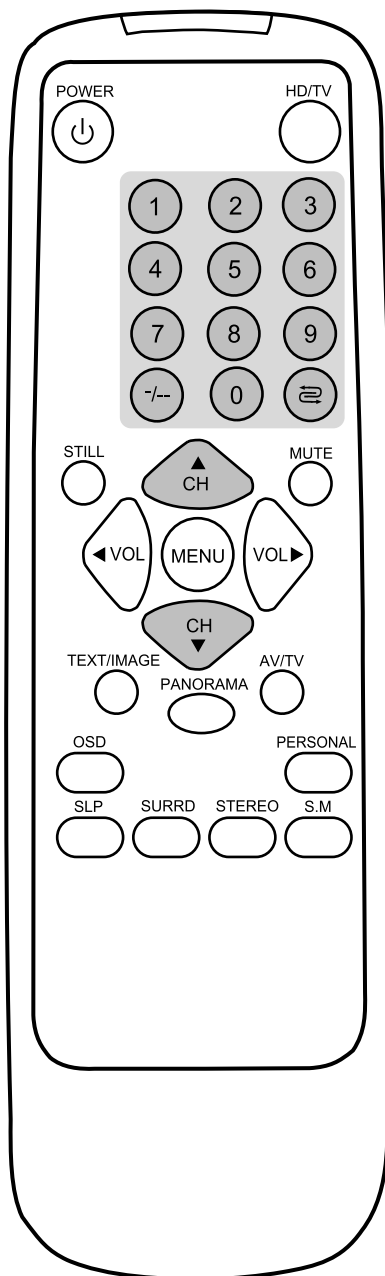 POWER HD/TV
1 2 3
4 5 6
7 8 9
-/-- 0
STILL MUTE
CH
VOL MENU VOL
CH
TEXT/IMAGE PANORAMA AV/TV
OSD PERSONAL
SLP SURRD STEREO S.M